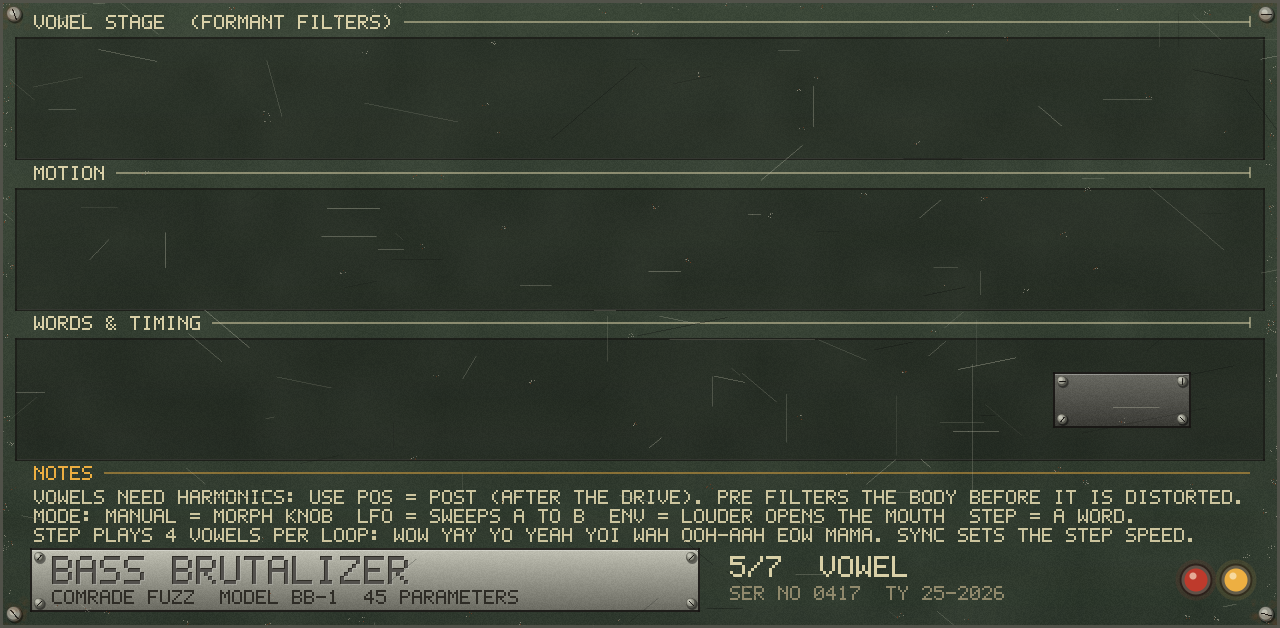 VOWEL STAGE (FORMANT FILTERS)
MOTION
WORDS & TIMING
NOTES
VOWELS NEED HARMONICS: USE POS = POST (AFTER THE DRIVE). PRE FILTERS THE BODY BEFORE IT IS DISTORTED.
MODE: MANUAL = MORPH KNOB LFO = SWEEPS A TO B ENV = LOUDER OPENS THE MOUTH STEP = A WORD.
STEP PLAYS 4 VOWELS PER LOOP: WOW YAY YO YEAH YOI WAH OOH-AAH EOW MAMA. SYNC SETS THE STEP SPEED.
BASS BRUTALIZER
COMRADE FUZZ MODEL BB-1 45 PARAMETERS
5/7 VOWEL
SER NO 0417 TY 25-2026